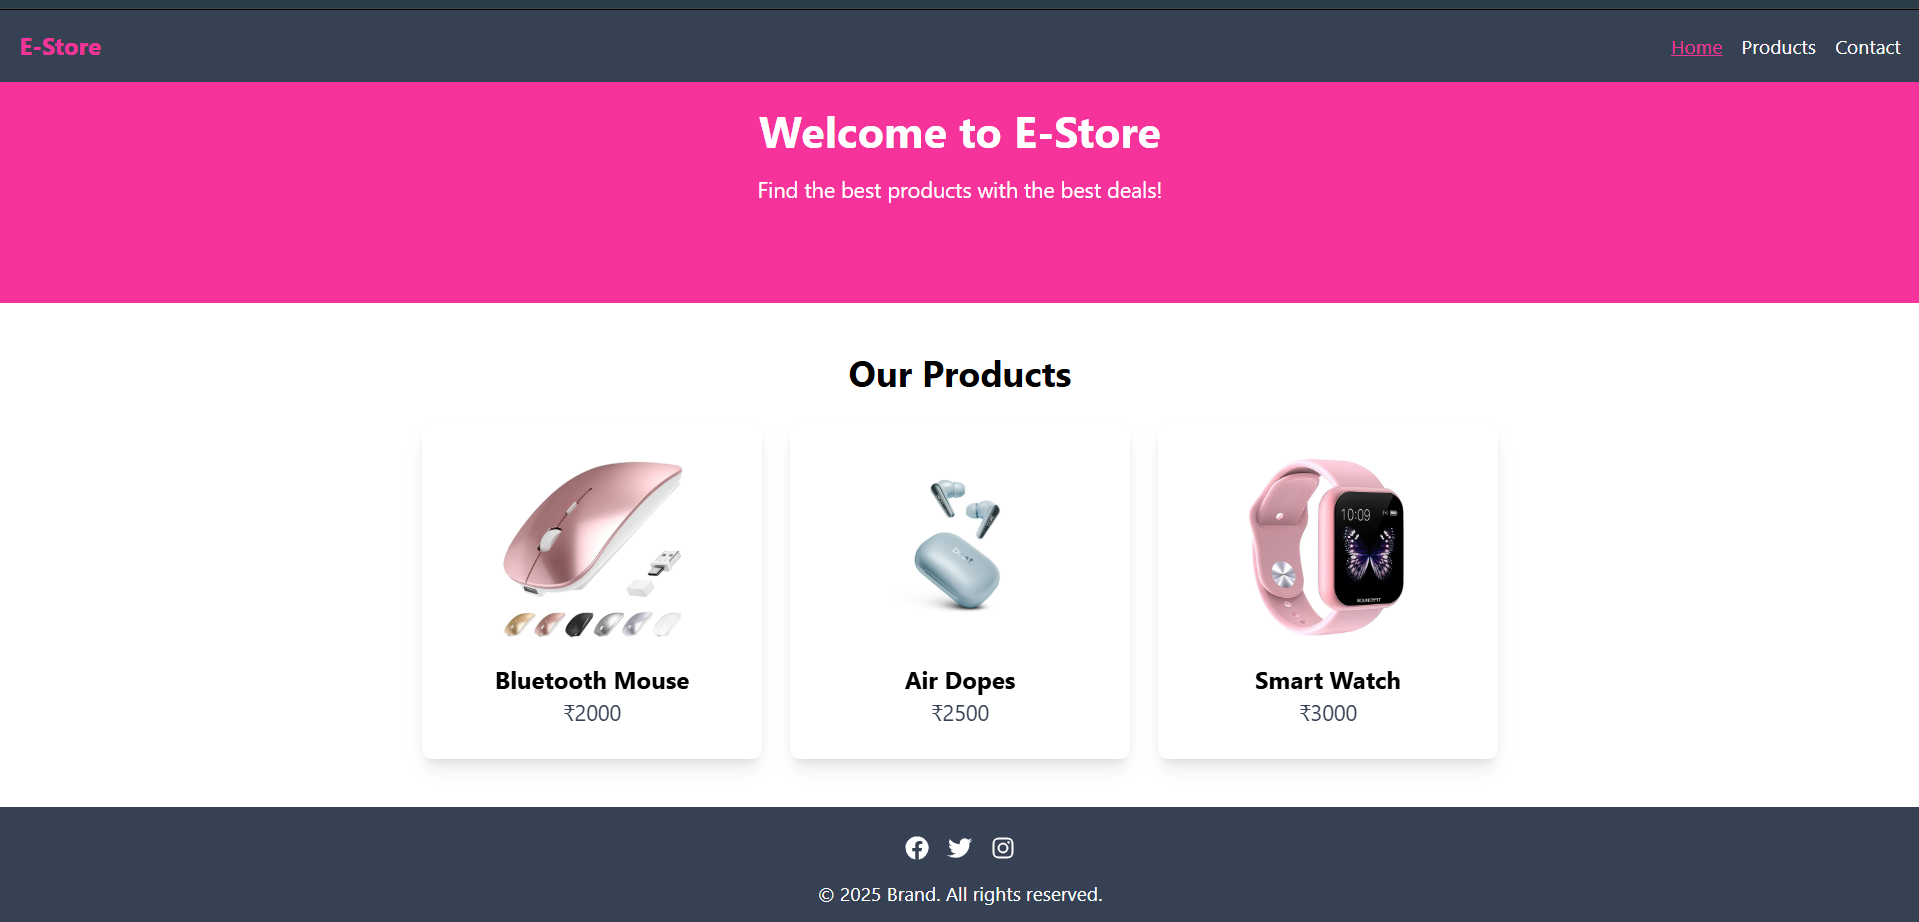 E-Store
Home Products Contact
Welcome to E-Store
Find the best products with the best deals!
Our Products
10:09
BOUNCEFIT
Bluetooth Mouse
₹2000
Air Dopes
₹2500
Smart Watch
₹3000
© 2025 Brand. All rights reserved.